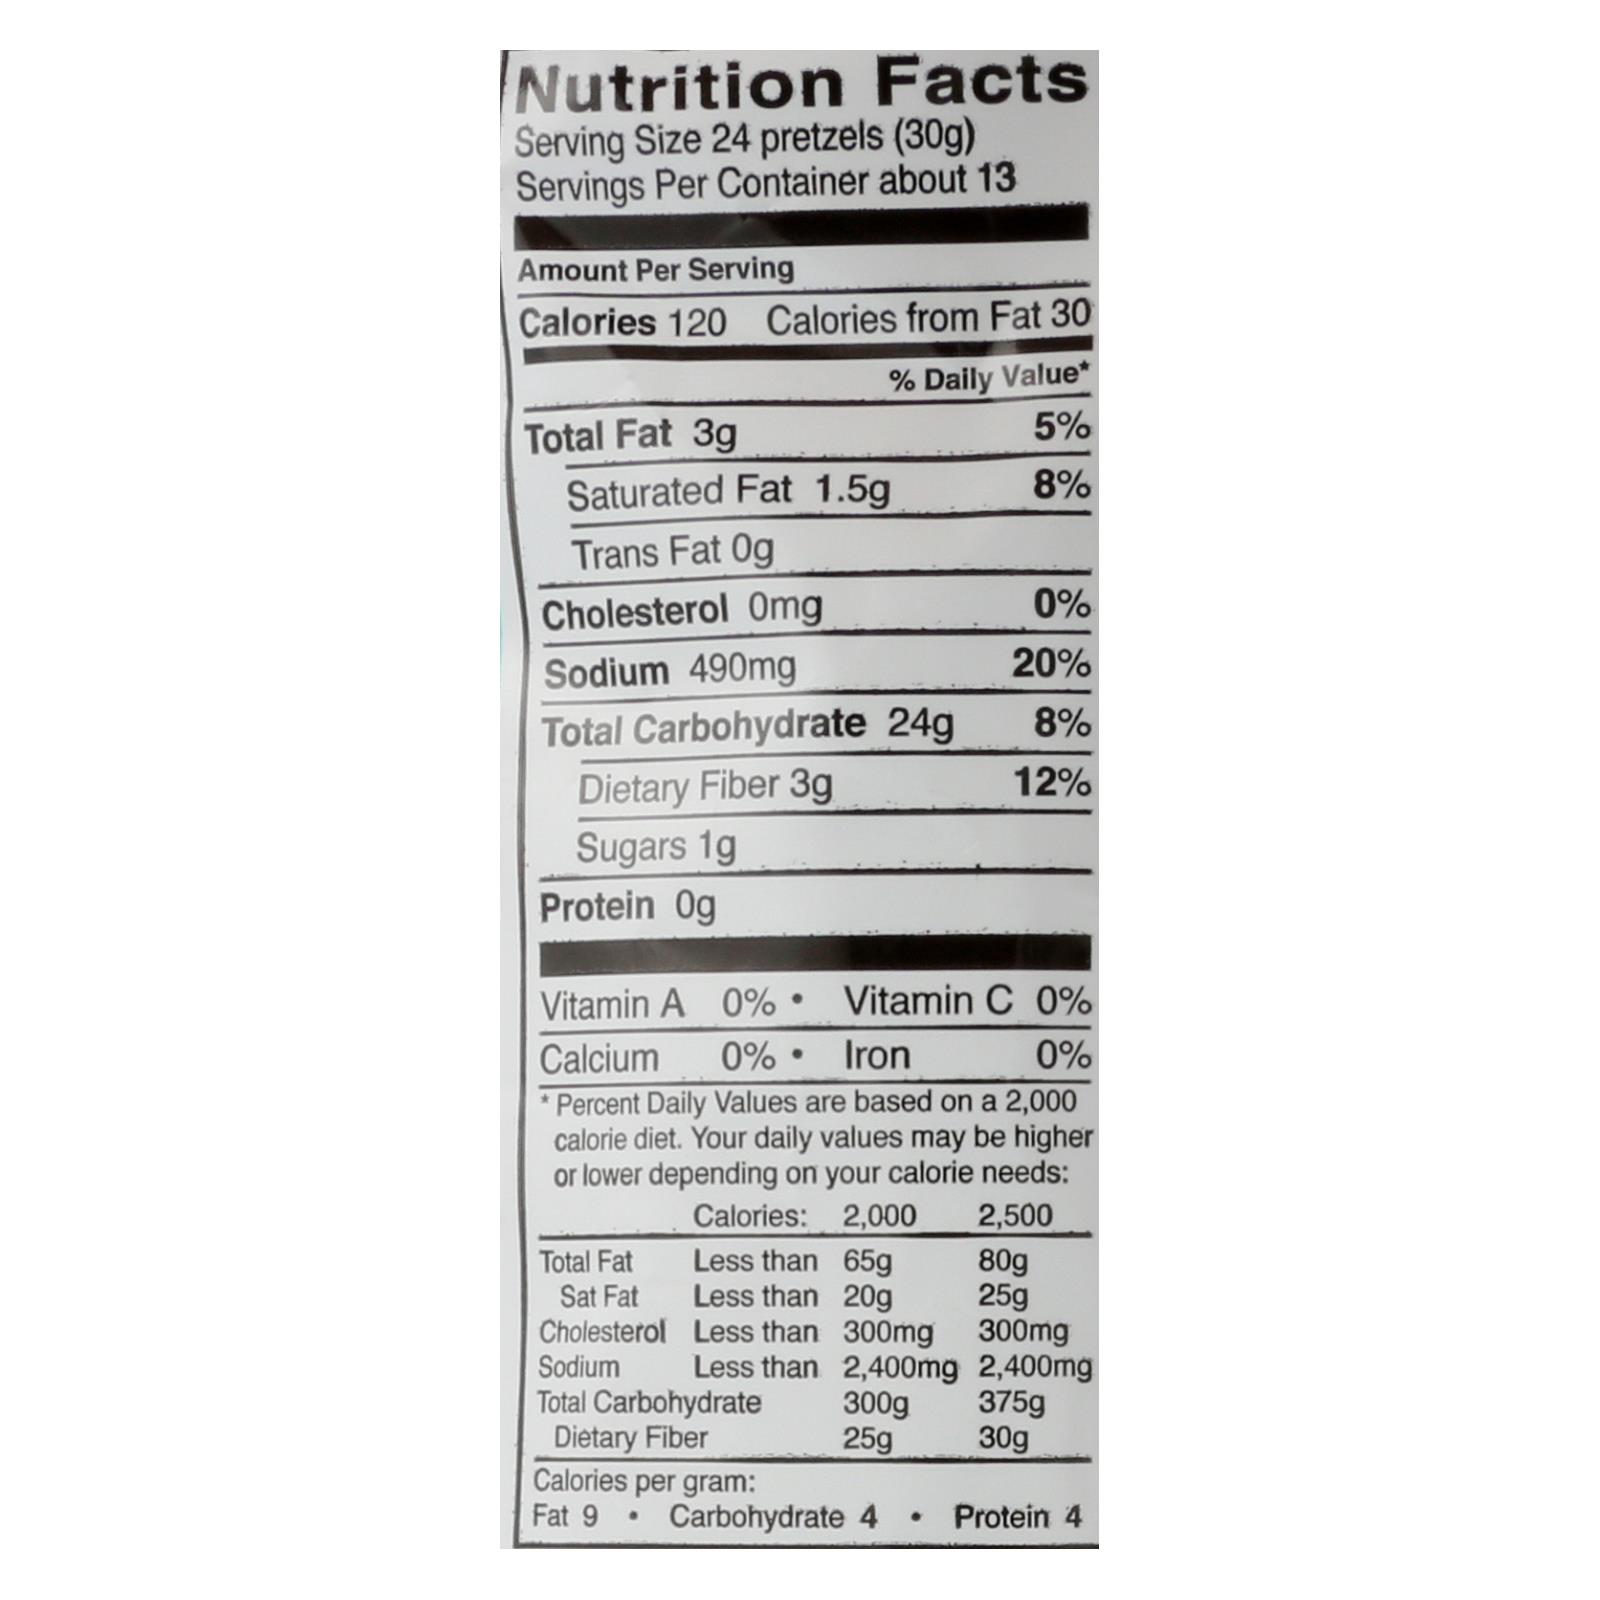 Nutrition Facts
Serving Size 24 pretzels (30g)
Servings Per Container about 13
Amount Per Serving
Calories 120 Calories from Fat 30
% Daily Value*
Total Fat 3g 5%
Saturated Fat 1.5g 8%
Trans Fat 0g
Cholesterol 0mg 0%
Sodium 490mg 20%
Total Carbohydrate 24g 8%
Dietary Fiber 3g 12%
Sugars 1g
Protein 0g
Vitamin A 0% • Vitamin C 0%
Calcium 0% • Iron 0%
* Percent Daily Values are based on a 2,000
calorie diet. Your daily values may be higher
or lower depending on your calorie needs:
Calories: 2,000 2,500
Total Fat Less than 65g 80g
Sat Fat Less than 20g 25g
Cholesterol Less than 300mg 300mg
Sodium Less than 2,400mg 2,400mg
Total Carbohydrate 300g 375g
Dietary Fiber 25g 30g
Calories per gram:
Fat 9 • Carbohydrate 4 • Protein 4